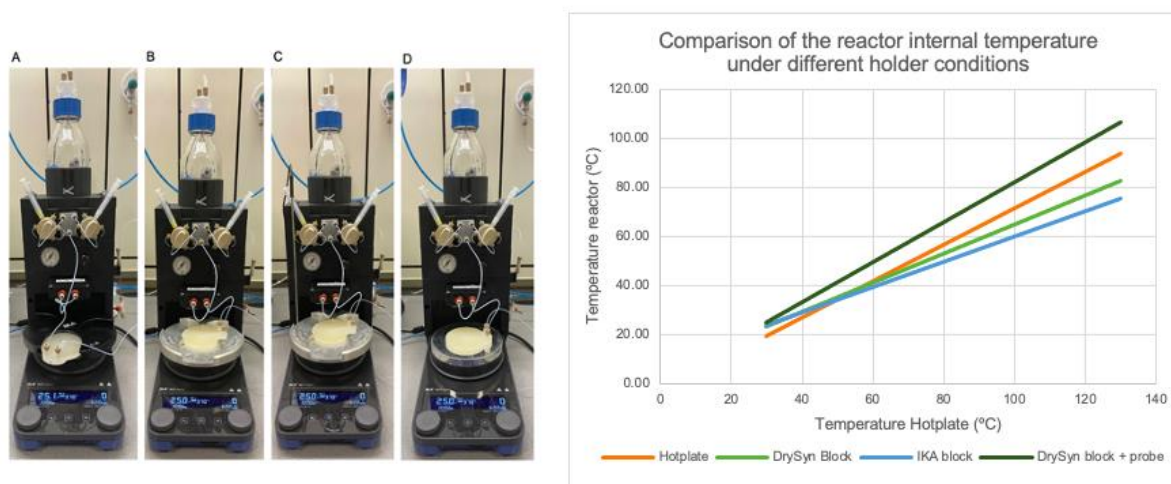 A
B
C
D
Comparison of the reactor internal temperature
under different holder conditions
120.00
100.00
80.00
60.00
40.00
20.00
0.00
Temperature reactor (ºC)
0
20
40
60
80
100
120
140
Temperature Hotplate (ºC)
Hotplate
DrySyn Block
IKA block
DrySyn block + probe